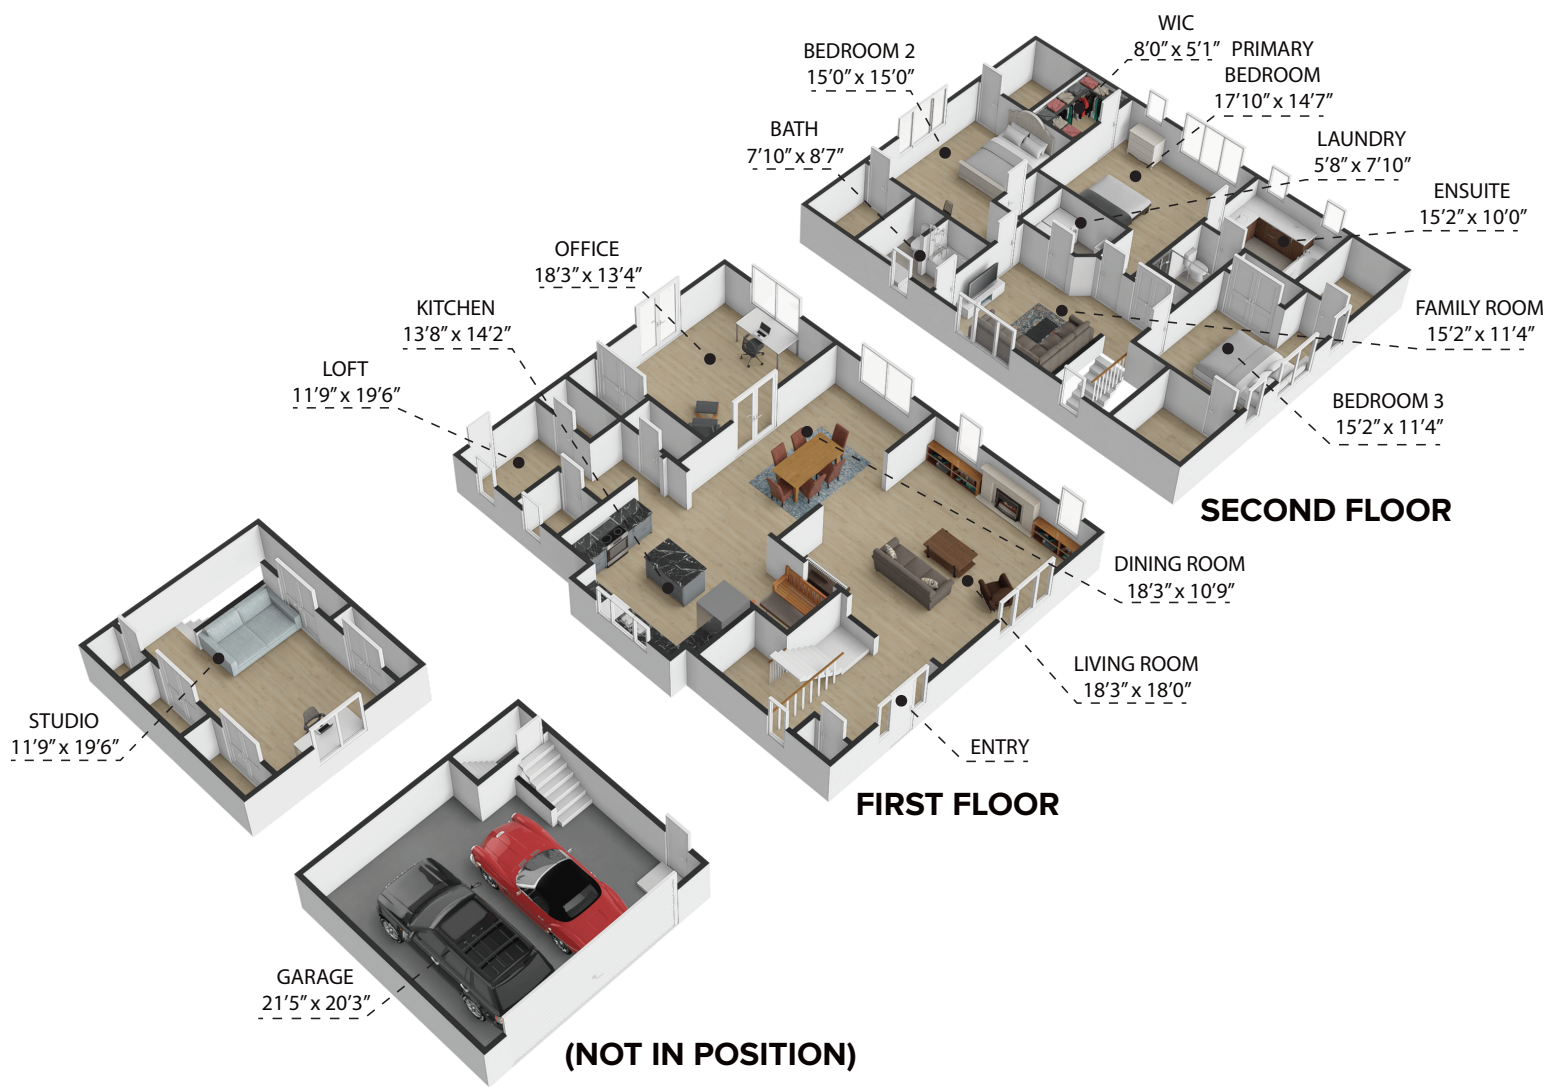 WIC
8’0” x 5’1”
PRIMARY
BEDROOM
17’10” x 14’7”
BEDROOM 2
15’0” x 15’0”
BATH
7’10” x 8’7”
LAUNDRY
5’8” x 7’10”
ENSUITE
15’2” x 10’0”
OFFICE
18’3” x 13’4”
KITCHEN
13’8” x 14’2”
FAMILY ROOM
15’2” x 11’4”
LOFT
11’9” x 19’6”
BEDROOM 3
15’2” x 11’4”
SECOND FLOOR
DINING ROOM
18’3” x 10’9”
LIVING ROOM
18’3” x 18’0”
STUDIO
11’9” x 19’6”
ENTRY
FIRST FLOOR
GARAGE
21’5” x 20’3”
(NOT IN POSITION)